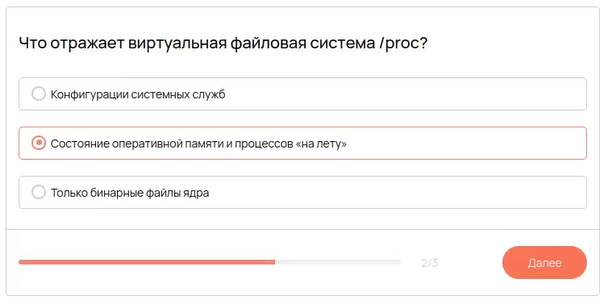 Что отражает виртуальная файловая система /proc?
Конфигурации системных служб
Состояние оперативной памяти и процессов «на лету»
Только бинарные файлы ядра
2/3
Далее